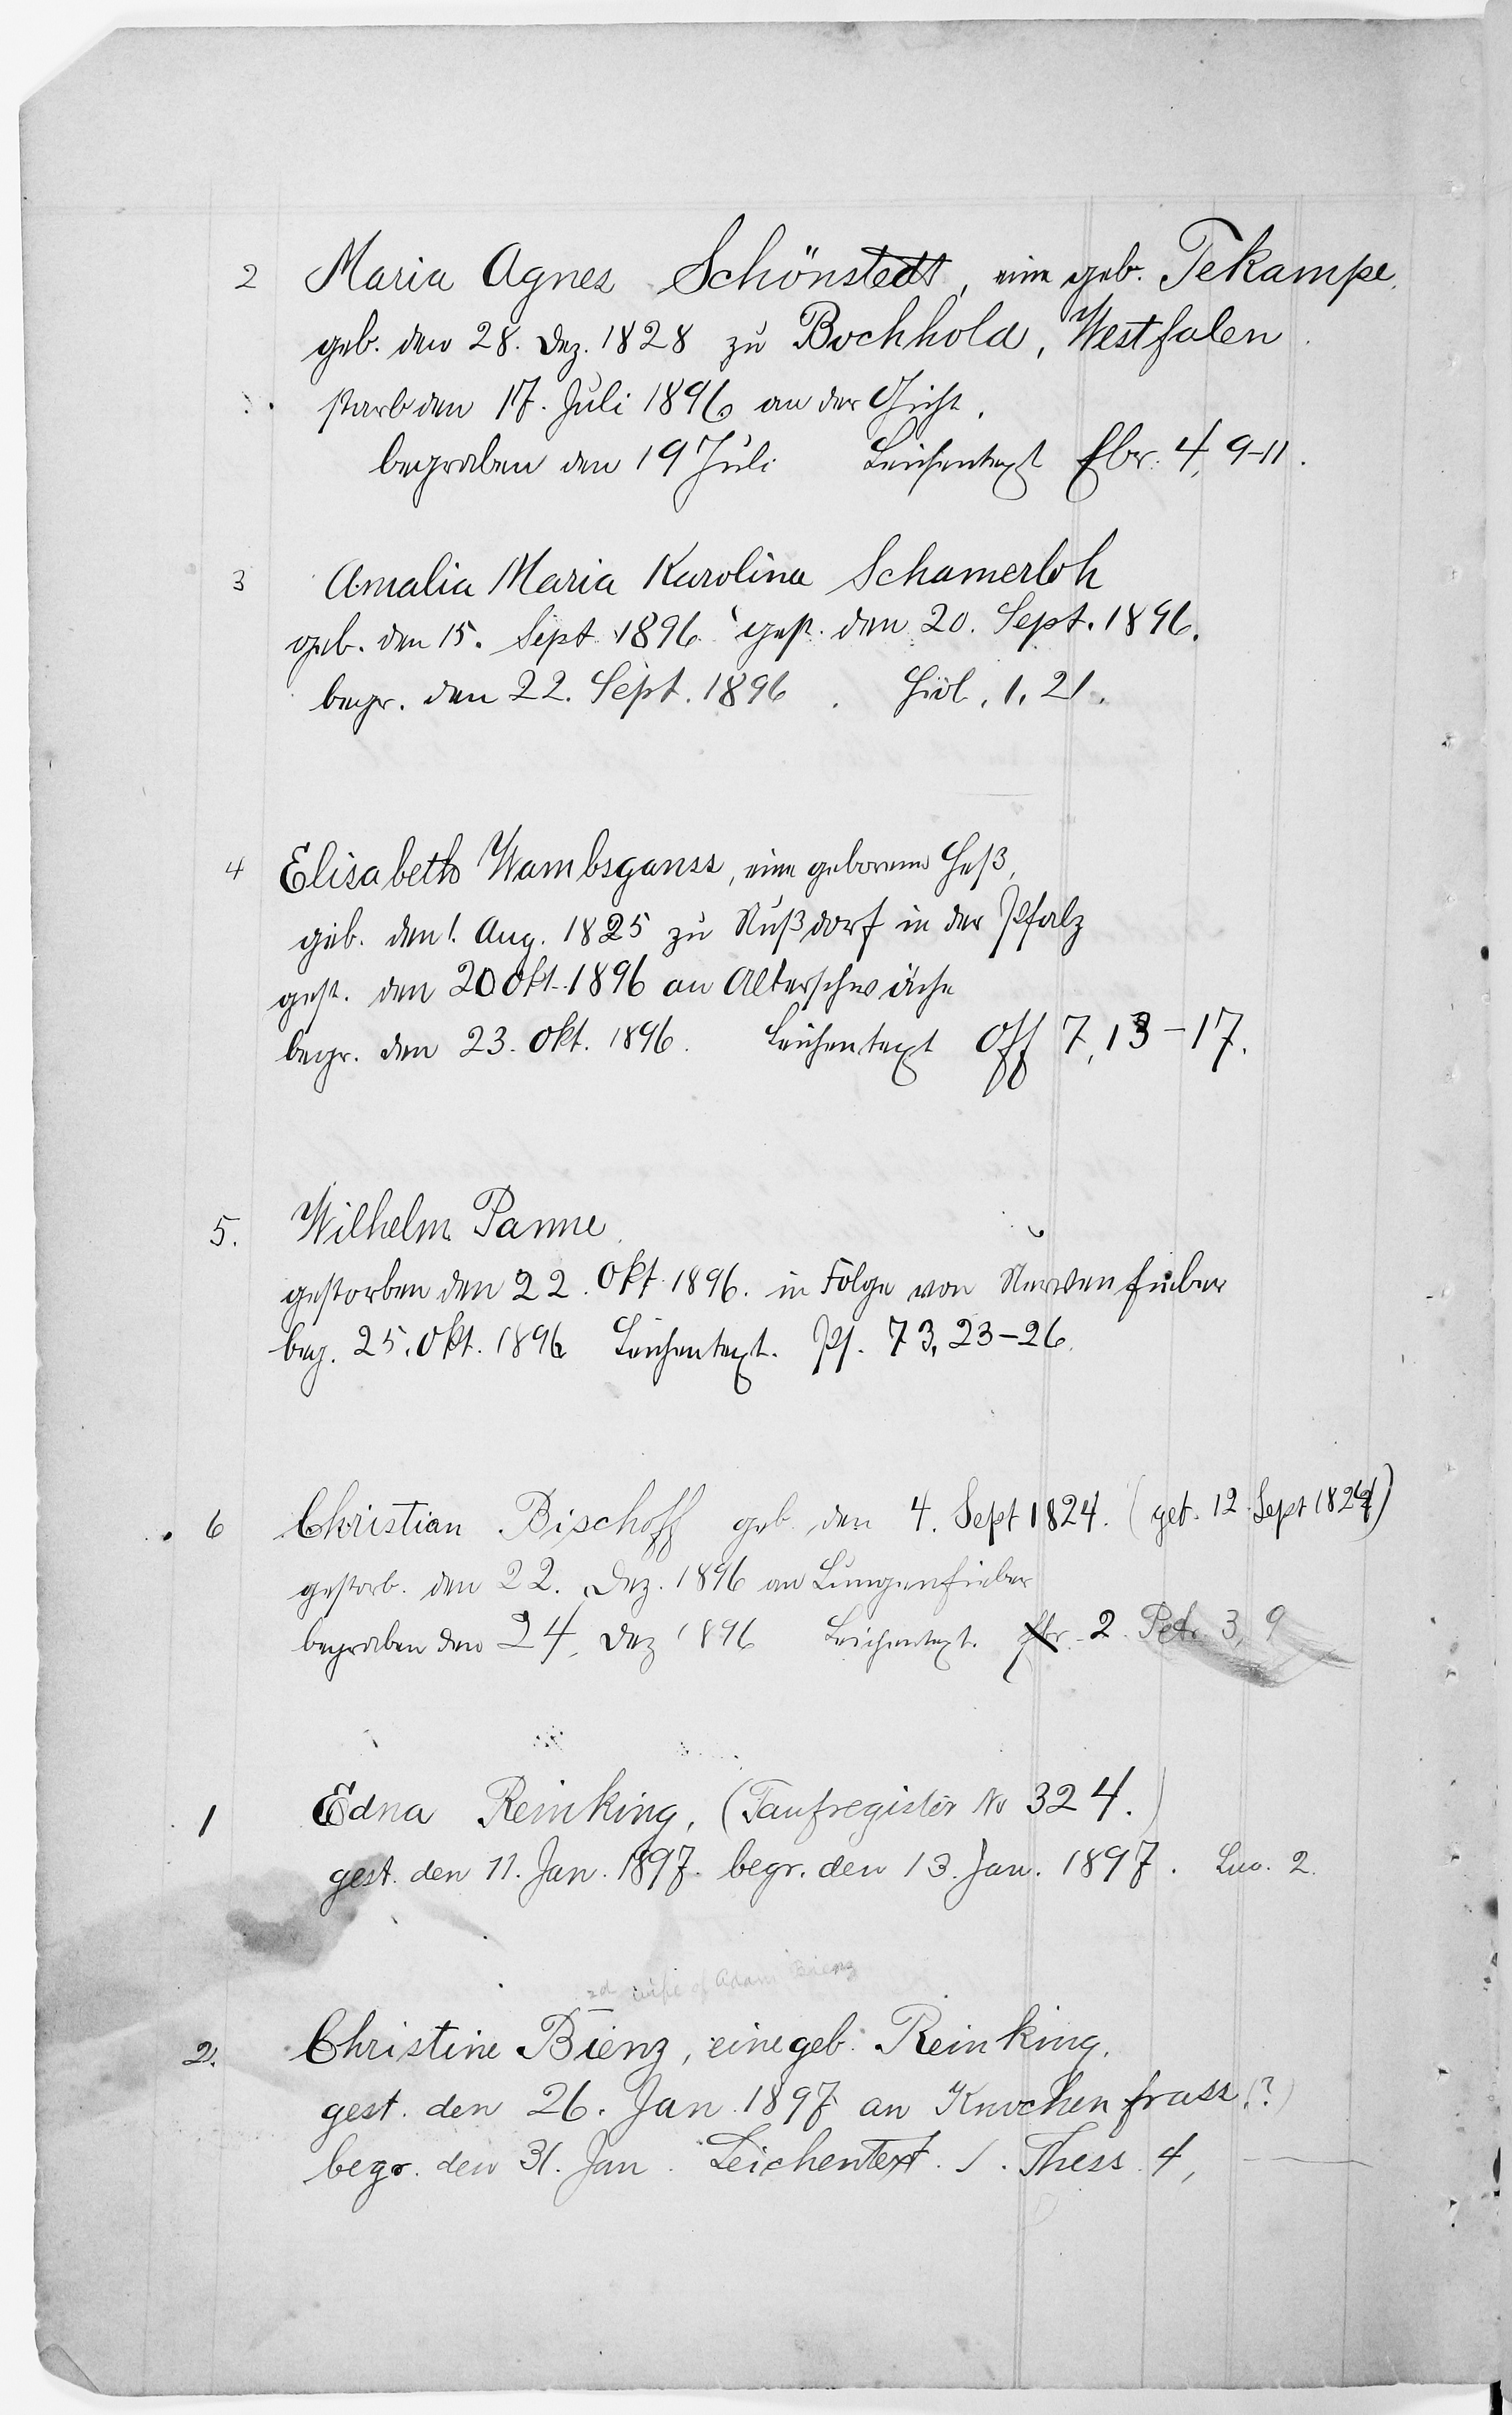 2 Maria Agnes Schönstedt, eine geb. Tekampe.
geb. den 28. Dez. 1828 zu Bochhold, Westfalen.
starb den 17. Juli 1896 an der Gicht.
begraben den 19 Juli Leichentext Ebr. 4, 9-11.
3 Amalia Maria Karolina Schamerloh
geb. den 15. Sept. 1896 gest. den 20. Sept. 1896.
begr. den 22. Sept. 1896. Hiob. 1, 21.
4 Elisabeth Wambsganss, eine geborene Heß,
geb. den 1. Aug. 1825 zu Nußdorf in der Pfalz
gest. den 20 Okt. 1896 an Alterschwäche
begr. den 23. Okt. 1896. Leichentext Off 7, 13-17.
5. Wilhelm Panne.
gestorben den 22. Okt. 1896. in Folge von Nervenfieber
beg. 25. Okt. 1896 Leichentext. Ps. 73, 23-26.
6 Christian Bischoff geb. den 4. Sept 1824. (get. 12. Sept 1824)
gestorb. den 22. Dez. 1896 an Lungenfieber
begraben den 24. Dez 1896 Leichentext. Ebr. 2. Petr. 3, 9
1 Edna Reinking, (Taufregister No 324.)
gest. den 11. Jan. 1897. begr. den 13. Jan. 1897. Luc. 2.
2d wife of Adam Bienz
2. Christine Bienz, eine geb. Reinking.
gest. den 26. Jan. 1897 an Knochenfrass (?)
begr. den 31. Jan. Leichentext. 1. Thess. 4,